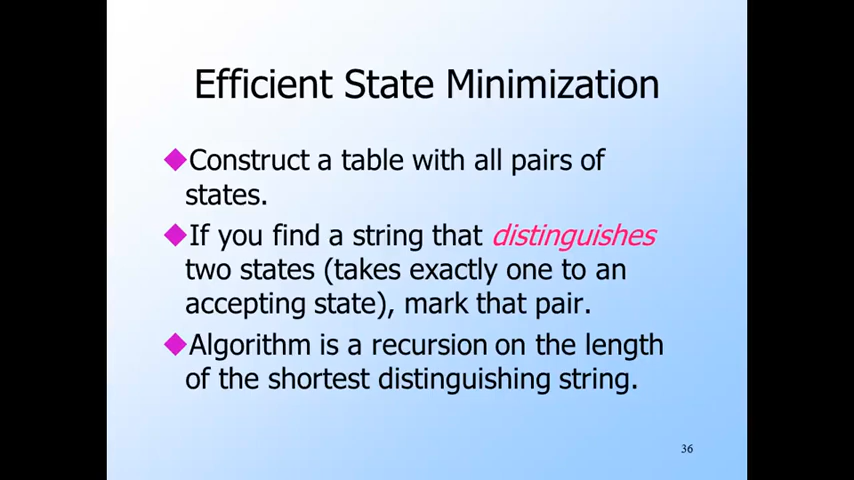 Efficient State Minimization
Construct a table with all pairs of
states.
If you find a string that distinguishes
two states (takes exactly one to an
accepting state), mark that pair.
Algorithm is a recursion on the length
of the shortest distinguishing string.
36